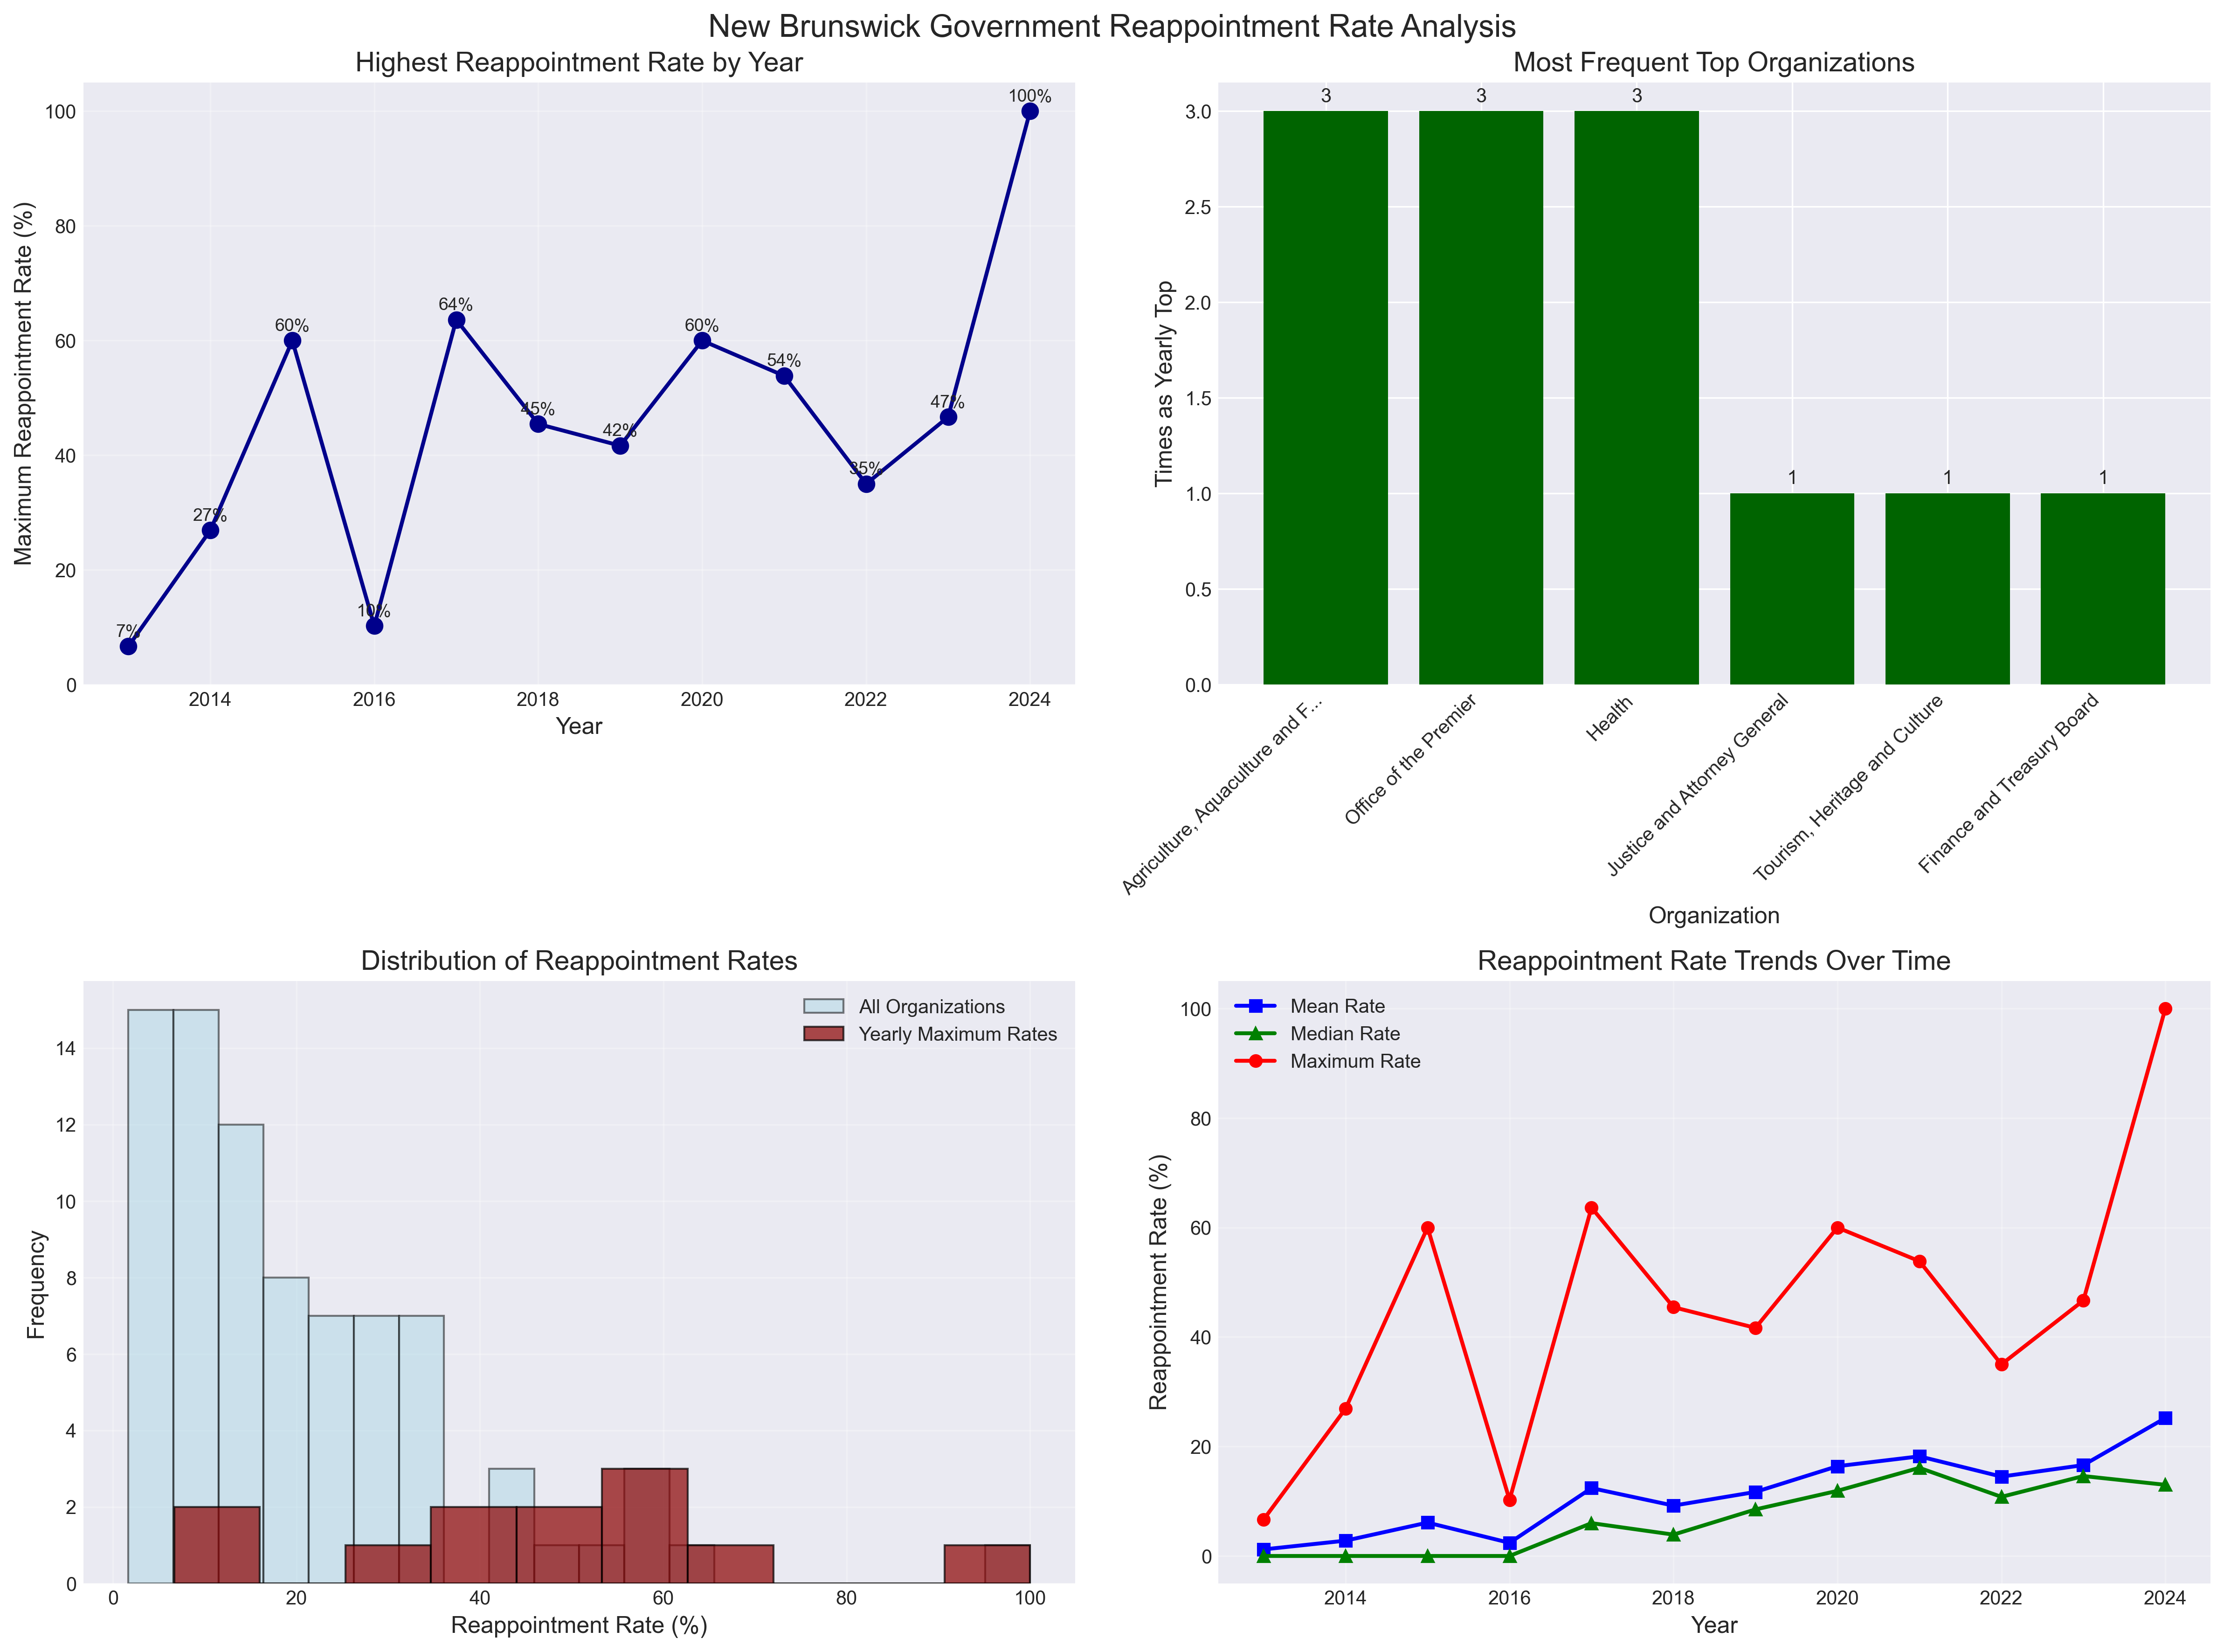 New Brunswick Government Reappointment Rate Analysis
Highest Reappointment Rate by Year
Maximum Reappointment Rate (%)
100
80
60
40
20
0
7%
27%
60%
10%
64%
45%
42%
60%
54%
35%
47%
100%
2014
2016
2018
2020
2022
2024
Year
Most Frequent Top Organizations
Times as Yearly Top
3.0
2.5
2.0
1.5
1.0
0.5
0.0
3
3
3
1
1
1
Agriculture, Aquaculture and F...
Office of the Premier
Health
Justice and Attorney General
Tourism, Heritage and Culture
Finance and Treasury Board
Organization
Distribution of Reappointment Rates
Frequency
14
12
10
8
6
4
2
0
All Organizations
Yearly Maximum Rates
0
20
40
60
80
100
Reappointment Rate (%)
Reappointment Rate Trends Over Time
Reappointment Rate (%)
100
80
60
40
20
0
Mean Rate
Median Rate
Maximum Rate
2014
2016
2018
2020
2022
2024
Year